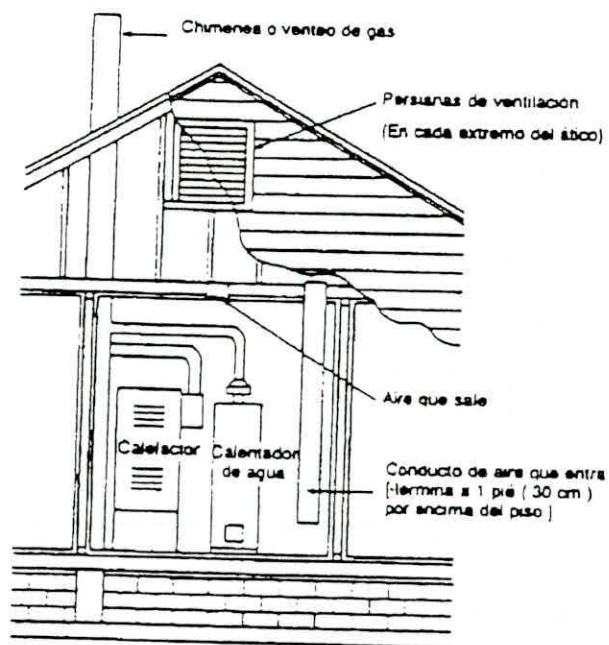 Chimenea o venteo de gas
Persianas de ventilación
(En cada extremo del ático)
Aire que sale
Calefactor
Calentador
de agua
Conducto de aire que entra
(-termina a 1 pié ( 30 cm )
por encima del piso )